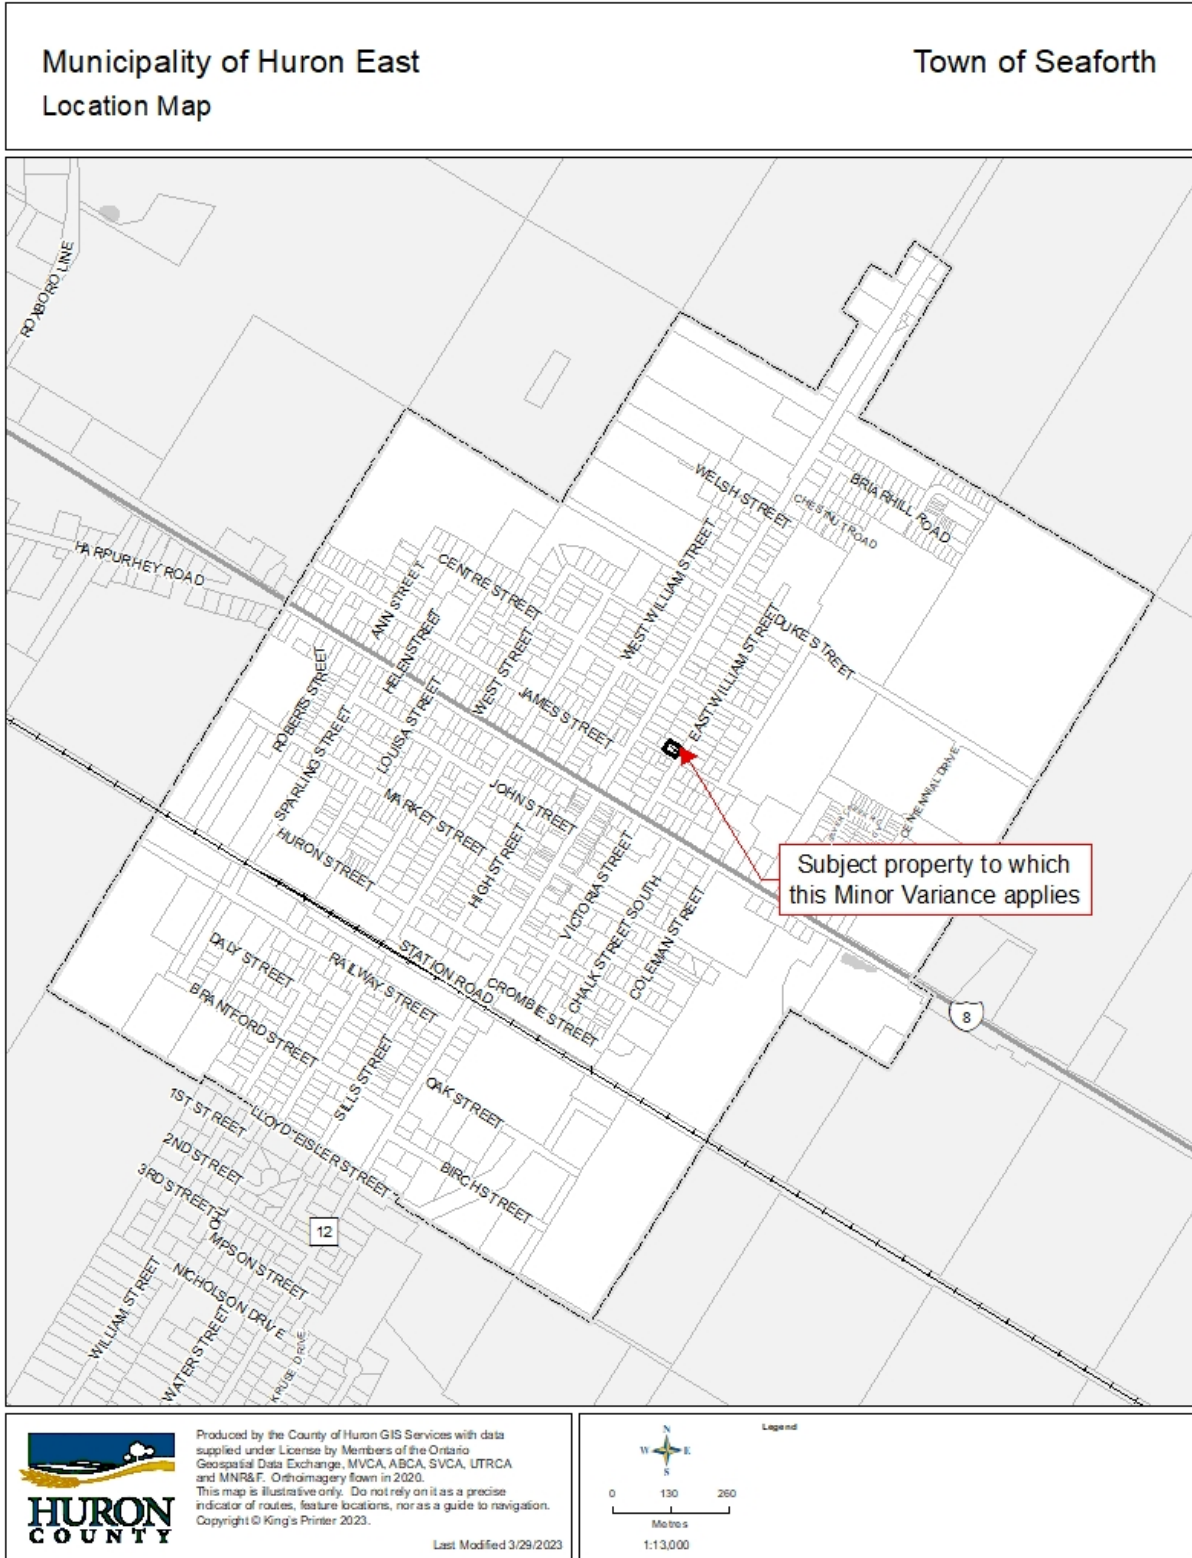 Municipality of Huron East
Town of Seaforth
Location Map
ROXBORO LINE
WELSH STREET
BRIARHILL ROAD
CHESTNUT ROAD
HARPURHEY ROAD
CENTRE STREET
ANN STREET
WEST WILLIAM STREET
HELEN STREET
WEST STREET
EAST WILLIAM STREET
DUKE STREET
ROBERTS STREET
JAMES STREET
LOUISA STREET
SPARLING STREET
CENTENNIAL DRIVE
JOHN STREET
MARKET STREET
HURON STREET
HIGH STREET
VICTORIA STREET
Subject property to which
this Minor Variance applies
CHALK STREET SOUTH
COLEMAN STREET
DALY STREET
RAILWAY STREET
STATION ROAD
CROMBIE STREET
BRANTFORD STREET
8
SILLS STREET
OAK STREET
1ST STREET
LLOYD EISLER STREET
2ND STREET
BIRCH STREET
3RD STREET
12
THOMPSON STREET
NICHOLSON DRIVE
WILLIAM STREET
WATER STREET
KRUSE DRIVE
HURON
COUNTY
Produced by the County of Huron GIS Services with data
supplied under License by Members of the Ontario
Geospatial Data Exchange, MVCA, ABCA, SVCA, UTRCA
and MNR&F. Orthoimagery flown in 2020.
This map is illustrative only. Do not rely on it as a precise
indicator of routes, feature locations, nor as a guide to navigation.
Copyright © King's Printer 2023.
Last Modified 3/29/2023
Legend
N
W E
S
0 130 260
Metres
1:13,000